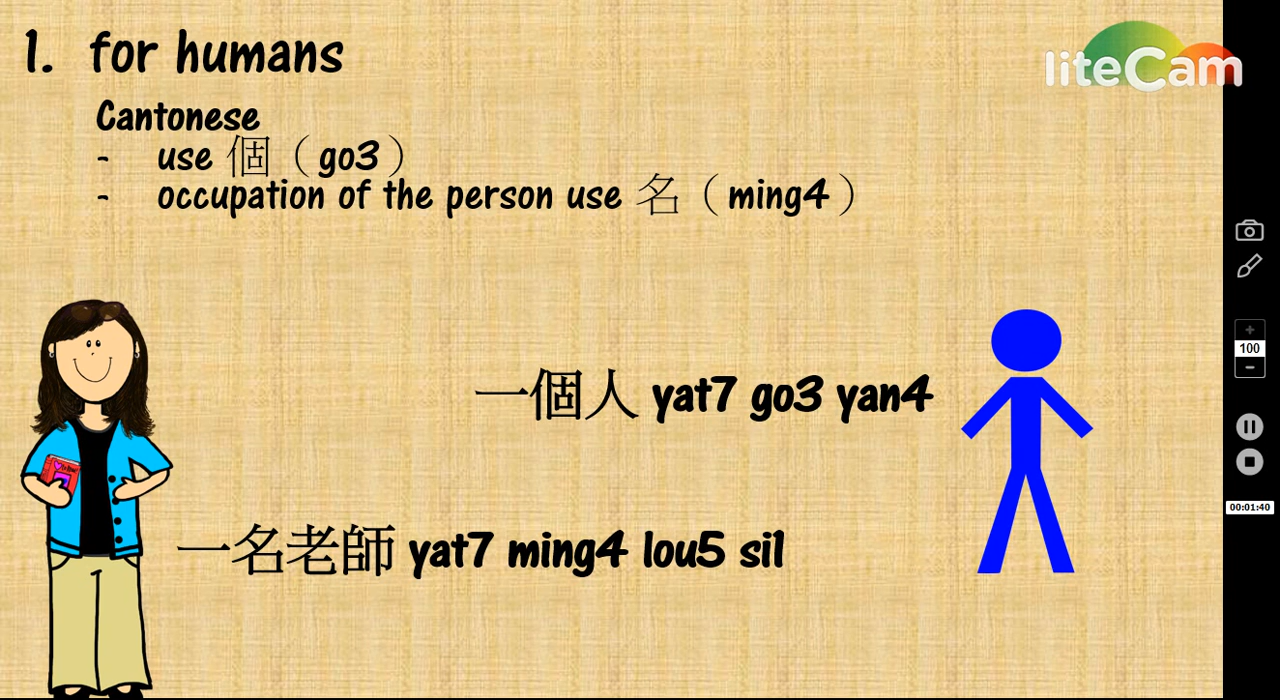 1. for humans
liteCam
Cantonese
- use 個（go3）
- occupation of the person use 名（ming4）
一個人 yat7 go3 yan4
一名老師 yat7 ming4 lou5 si1
100
00:01:40